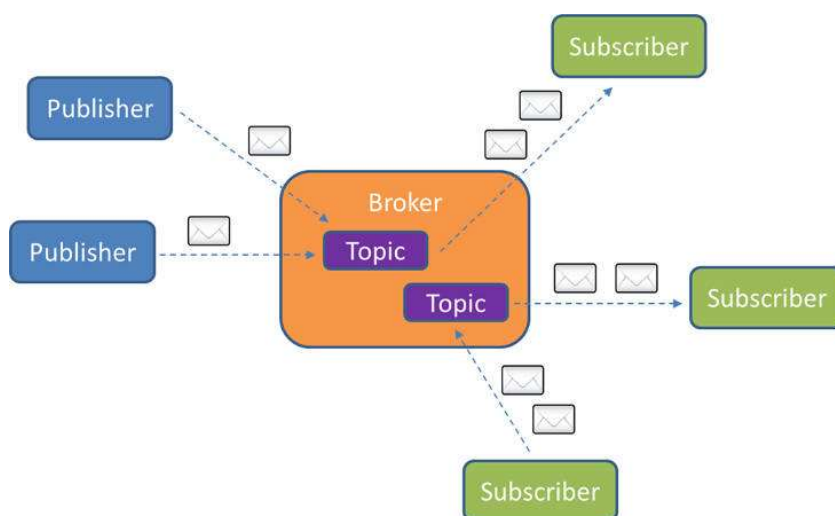 Subscriber
Publisher
Broker
Publisher
Topic
Topic
Subscriber
Subscriber